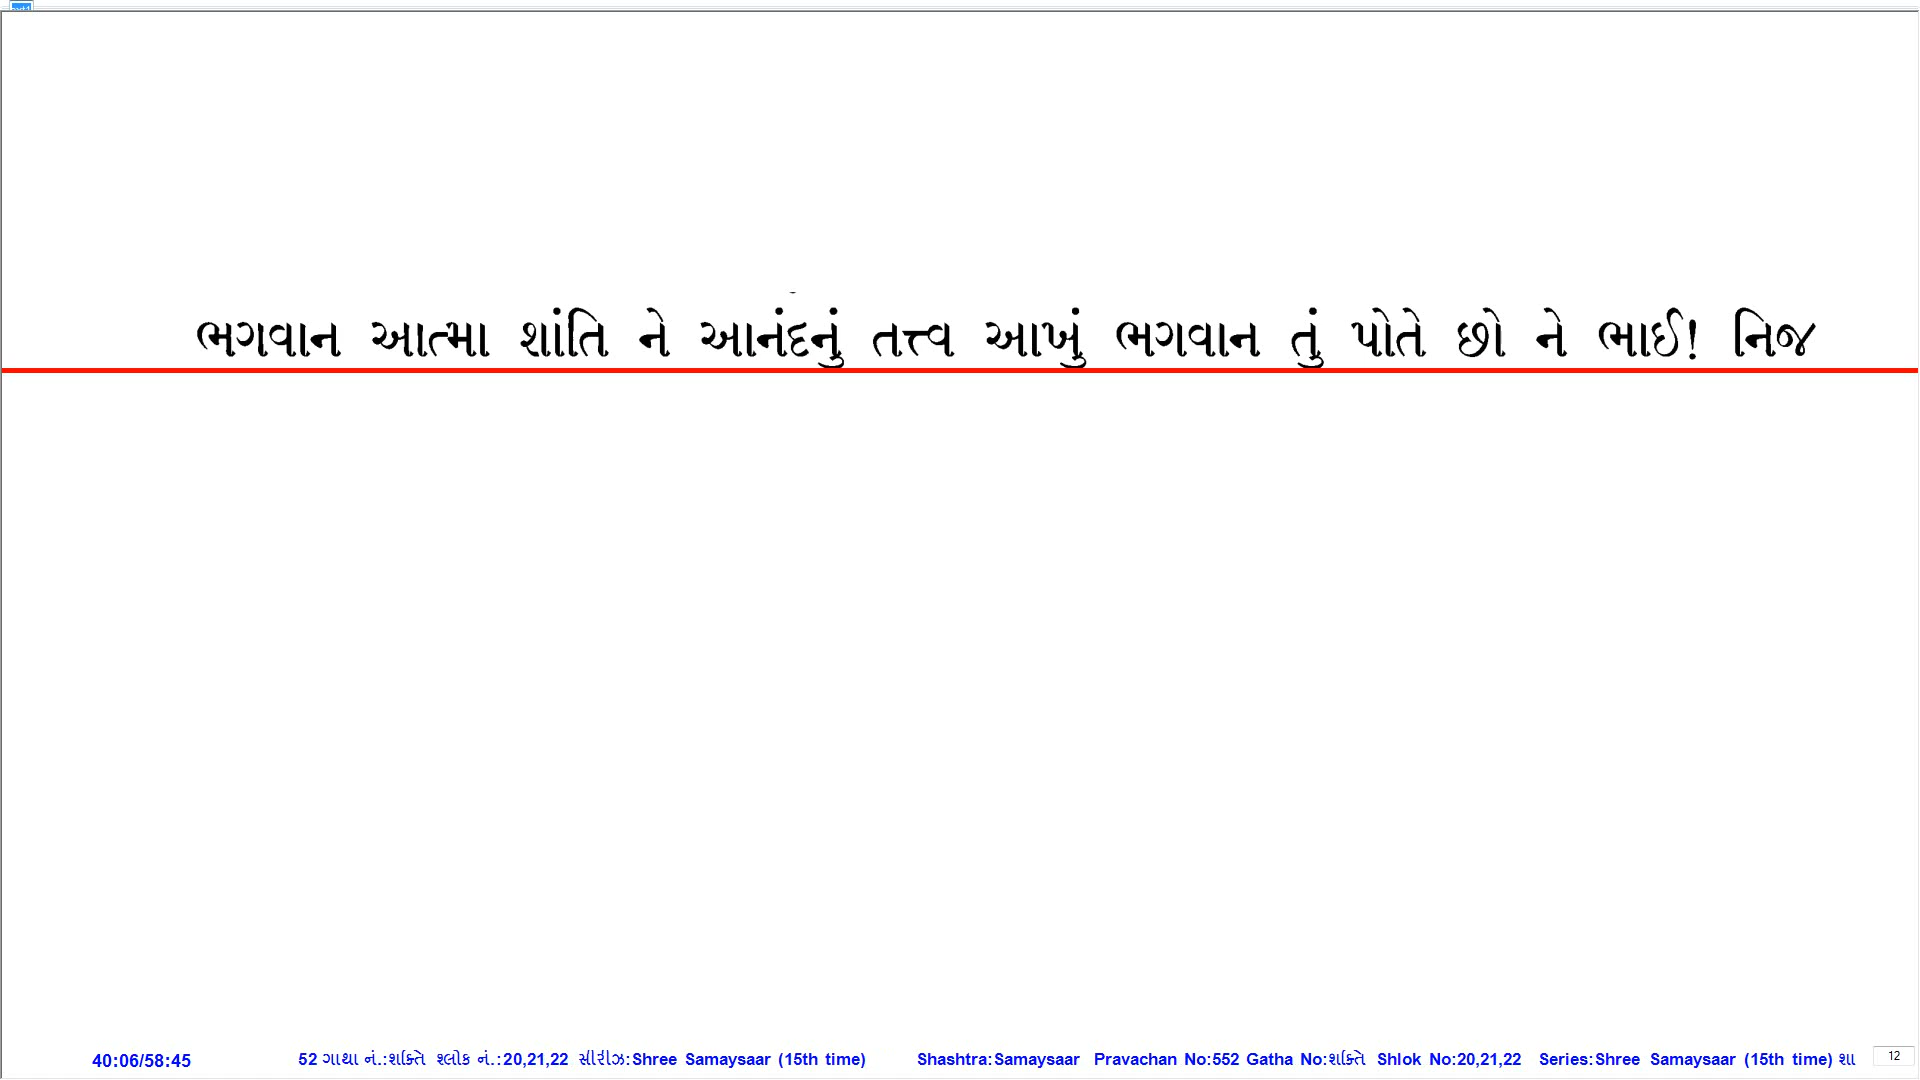 ભગવાન આત્મા શાંતિ ને આનંદનું તત્ત્વ આખું ભગવાન તું પોતે છો ને ભાઈ! નિજ
40:06/58:45 52 ગાથા નં.:શક્તિ શ્લોક નં.:20,21,22 સીરીઝ:Shree Samaysaar (15th time) Shashtra:Samaysaar Pravachan No:552 Gatha No:શક્તિ Shlok No:20,21,22 Series:Shree Samaysaar (15th time) શા 12